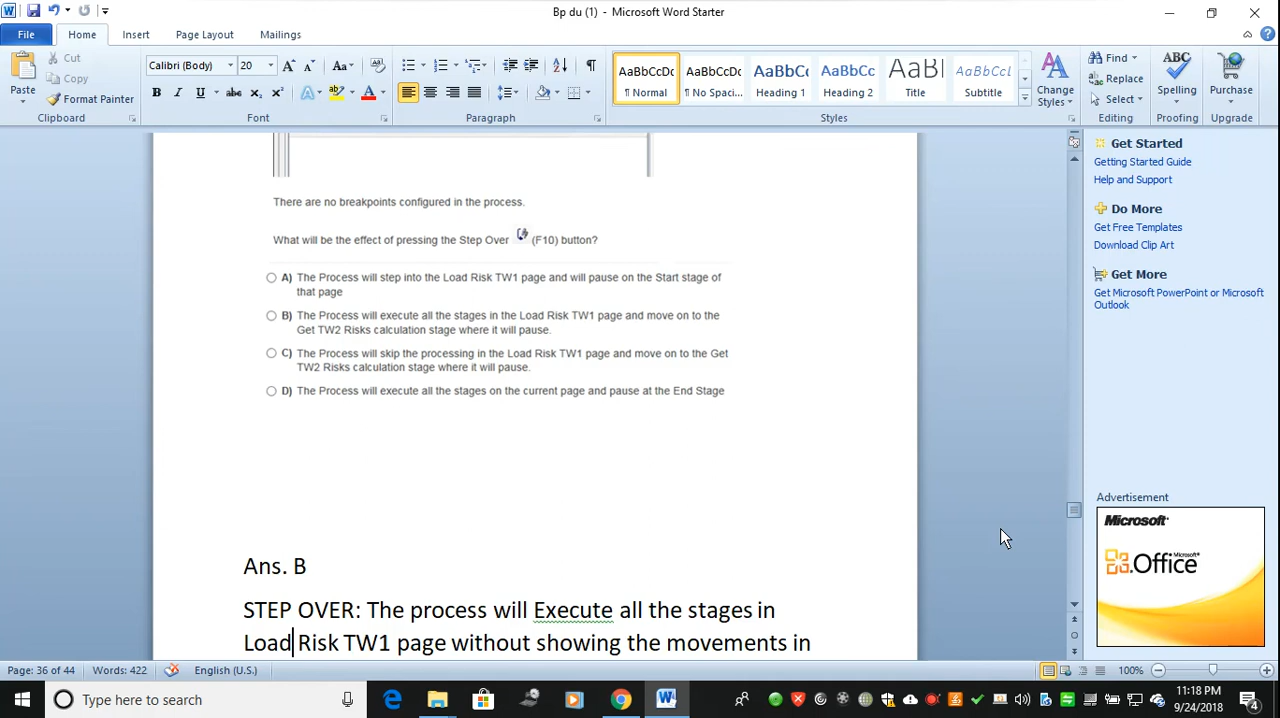 Bp du (1) - Microsoft Word Starter
File Home Insert Page Layout Mailings
Paste
Cut
Copy
Format Painter
Clipboard
Calibri (Body) 20
Font
Paragraph
AaBbCcDc AaBbCcDc AaBbCc AaBbCc AaBl AaBbCcl
¶ Normal ¶ No Spaci... Heading 1 Heading 2 Title Subtitle
Change Styles
Styles
Find
Replace
Select
Editing
Spelling
Proofing
Purchase
Upgrade
There are no breakpoints configured in the process.
What will be the effect of pressing the Step Over (F10) button?
A) The Process will step into the Load Risk TW1 page and will pause on the Start stage of
that page
B) The Process will execute all the stages in the Load Risk TW1 page and move on to the
Get TW2 Risks calculation stage where it will pause.
C) The Process will skip the processing in the Load Risk TW1 page and move on to the Get
TW2 Risks calculation stage where it will pause.
D) The Process will execute all the stages on the current page and pause at the End Stage
Ans. B
STEP OVER: The process will Execute all the stages in
Load Risk TW1 page without showing the movements in
Get Started
Getting Started Guide
Help and Support
Do More
Get Free Templates
Download Clip Art
Get More
Get Microsoft PowerPoint or Microsoft
Outlook
Advertisement
Microsoft
Microsoft
Office
Page: 36 of 44 Words: 422 English (U.S.) 100%
Type here to search
11:18 PM
9/24/2018
4